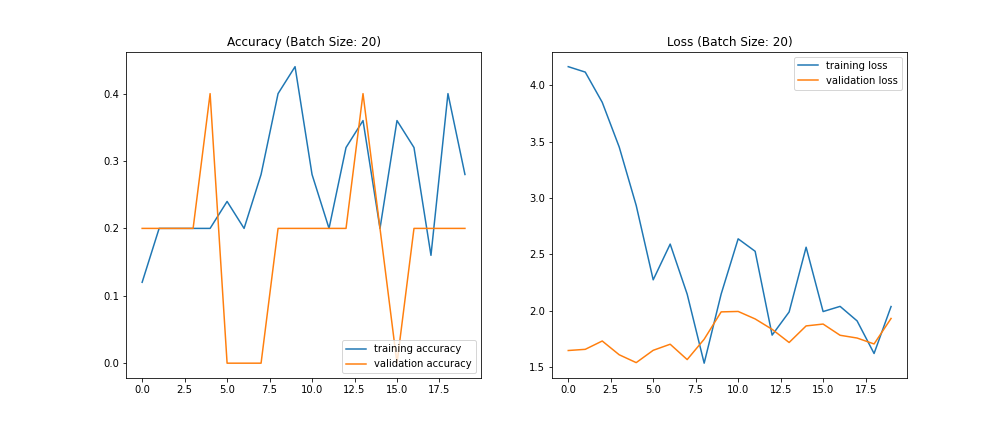 Accuracy (Batch Size: 20)
0.4
0.3
0.2
0.1
0.0
0.0 2.5 5.0 7.5 10.0 12.5 15.0 17.5
training accuracy
validation accuracy
Loss (Batch Size: 20)
training loss
validation loss
4.0
3.5
3.0
2.5
2.0
1.5
0.0 2.5 5.0 7.5 10.0 12.5 15.0 17.5